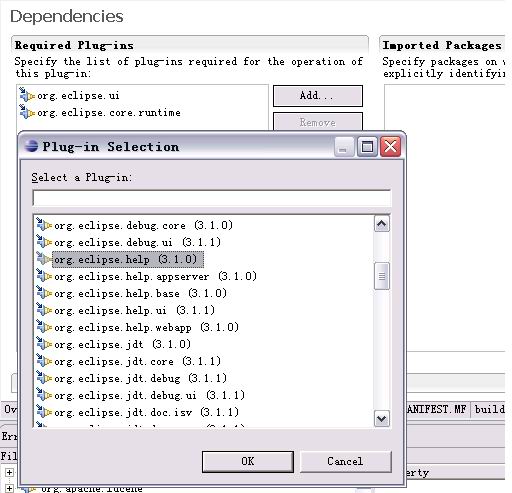 Dependencies
Required Plug-ins
Imported Packages
Specify the list of plug-ins required for the operation of
this plug-in:
Specify packages on
explicitly
org.eclipse.ui
org.eclipse.core.runtime
Add...
Remove
Plug-in Selection
Select a Plug-in:
org.eclipse.debug.core (3.1.0)
org.eclipse.debug.ui (3.1.1)
org.eclipse.help (3.1.0)
org.eclipse.help.appserver (3.1.0)
org.eclipse.help.base (3.1.0)
org.eclipse.help.ui (3.1.1)
org.eclipse.help.webapp (3.1.0)
org.eclipse.jdt (3.1.0)
org.eclipse.jdt.core (3.1.1)
org.eclipse.jdt.debug (3.1.1)
org.eclipse.jdt.debug.ui (3.1.1)
org.eclipse.jdt.doc.isv (3.1.1)
OK
Cancel
Ov
ANIFEST.MF
build
Err
Fil
erty
org.apache.lucene